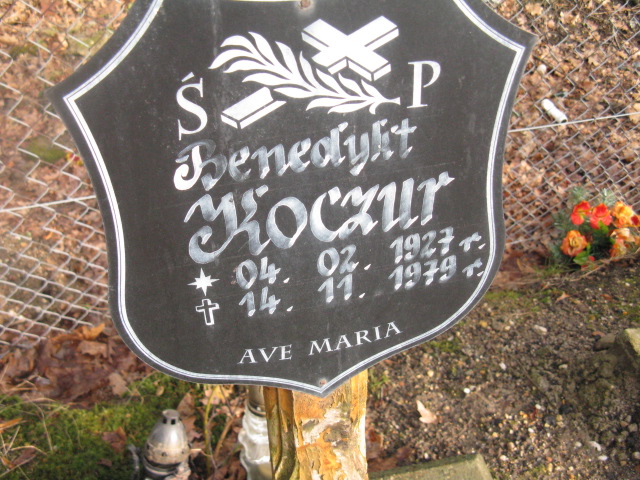 Ś P
Benedykt
Koczur
04. 02. 1927 r.
14. 11. 1979 r.
AVE MARIA